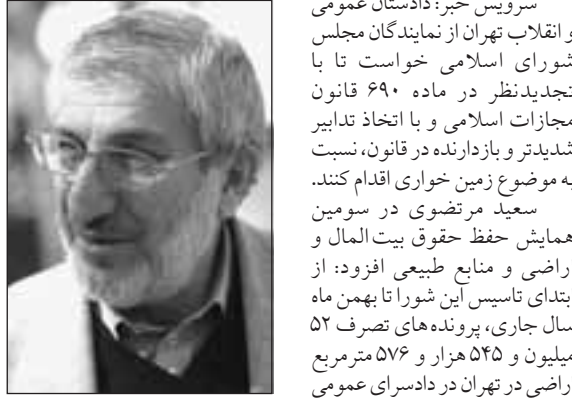 سرویس خبر: دادستان عمومی
و انقلاب تهران از نمایندگان مجلس
شورای اسلامی خواست تا با
تجدیدنظر در ماده ۶۹۰ قانون
مجازات اسلامی و با اتخاذ تدابیر
شدیدتر و بازدارنده در قانون، نسبت
به موضوع زمین خواری اقدام کنند.
سعید مرتضوی در سومین
همایش حفظ حقوق بیت‌المال و
اراضی و منابع طبیعی افزود: از
ابتدای تاسیس این شورا تا بهمن ماه
سال جاری، پرونده‌های تصرف ۵۲
میلیون و ۵۴۵ هزار و ۵۷۶ مترمربع
اراضی در تهران در دادسرای عمومی